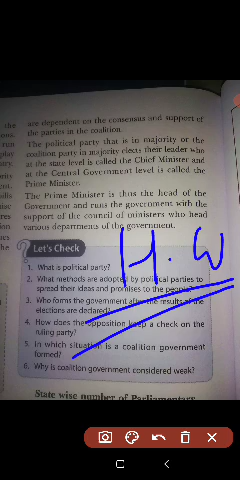 the are dependent on the consensus and support of
the parties in the coalition.
run The political party that is in majority or the
play coalition party in majority elects their leader who
at the state level is called the Chief Minister and
at the Central Government level is called the
Prime Minister.
The Prime Minister is thus the head of the
Government and runs the government with the
res support of the council of ministers who head
ion various departments of the government.
the
H.W
? Let's Check
1. What is political party?
2. What methods are adopted by political parties to
spread their ideas and promises to the people?
3. Who forms the government after the results of the
elections are declared?
4. How does the opposition keep a check on the
ruling party?
5. In which situation is a coalition government
formed?
6. Why is coalition government considered weak?
State wise number of Parliamentary